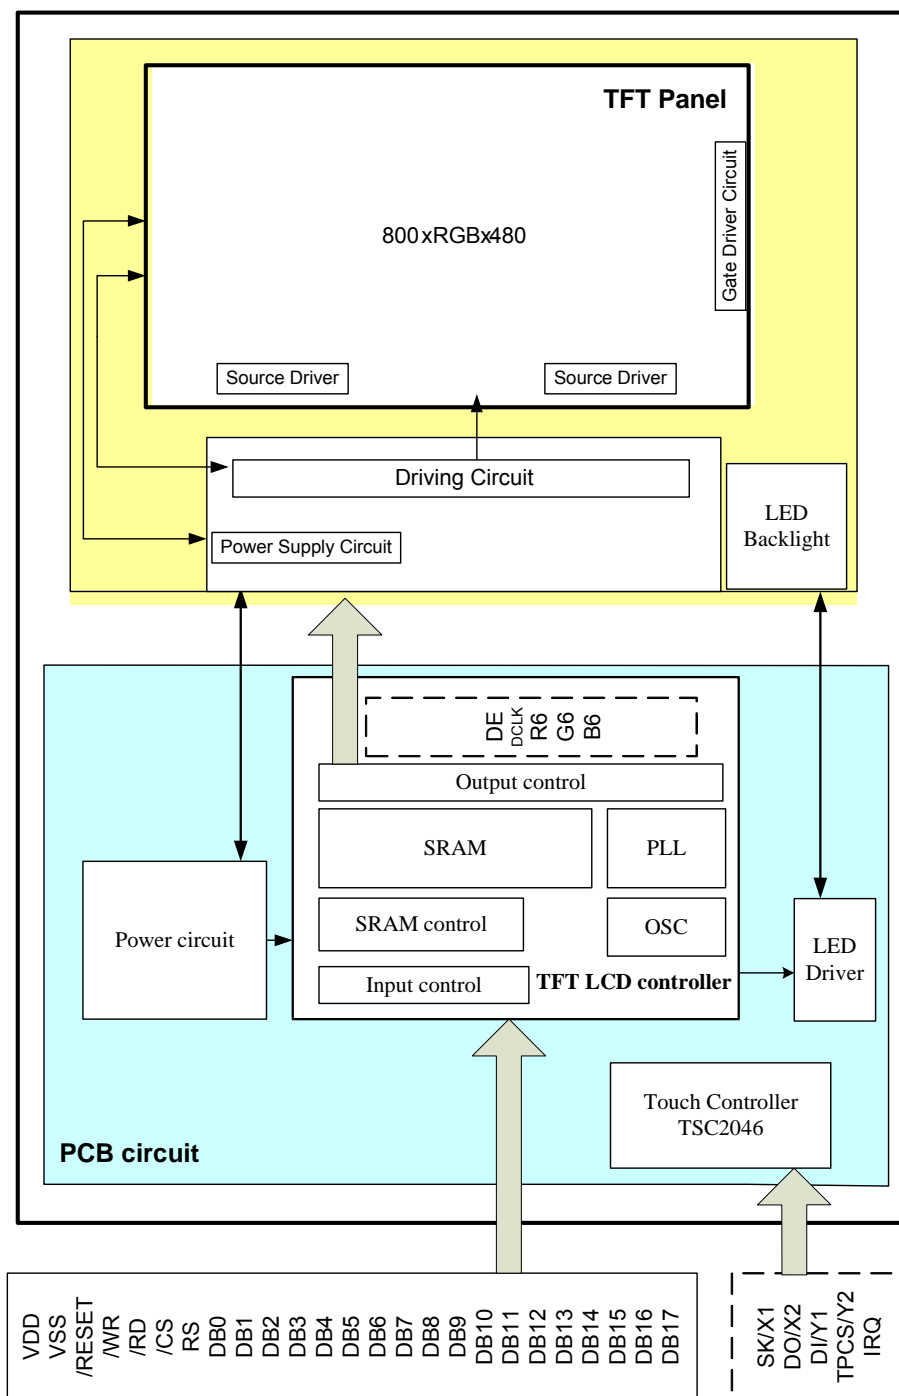 TFT Panel
800xRGBx480
Gate Driver Circuit
Source Driver
Source Driver
Driving Circuit
Power Supply Circuit
LED
Backlight
DE
DCLK
R6
G6
B6
Output control
SRAM
PLL
SRAM control
OSC
Input control
TFT LCD controller
Power circuit
LED
Driver
Touch Controller
TSC2046
PCB circuit
VDD
VSS
/RESET
/WR
/RD
/CS
RS
DB0
DB1
DB2
DB3
DB4
DB5
DB6
DB7
DB8
DB9
DB10
DB11
DB12
DB13
DB14
DB15
DB16
DB17
SK/X1
DO/X2
DI/Y1
TPCS/Y2
IRQ